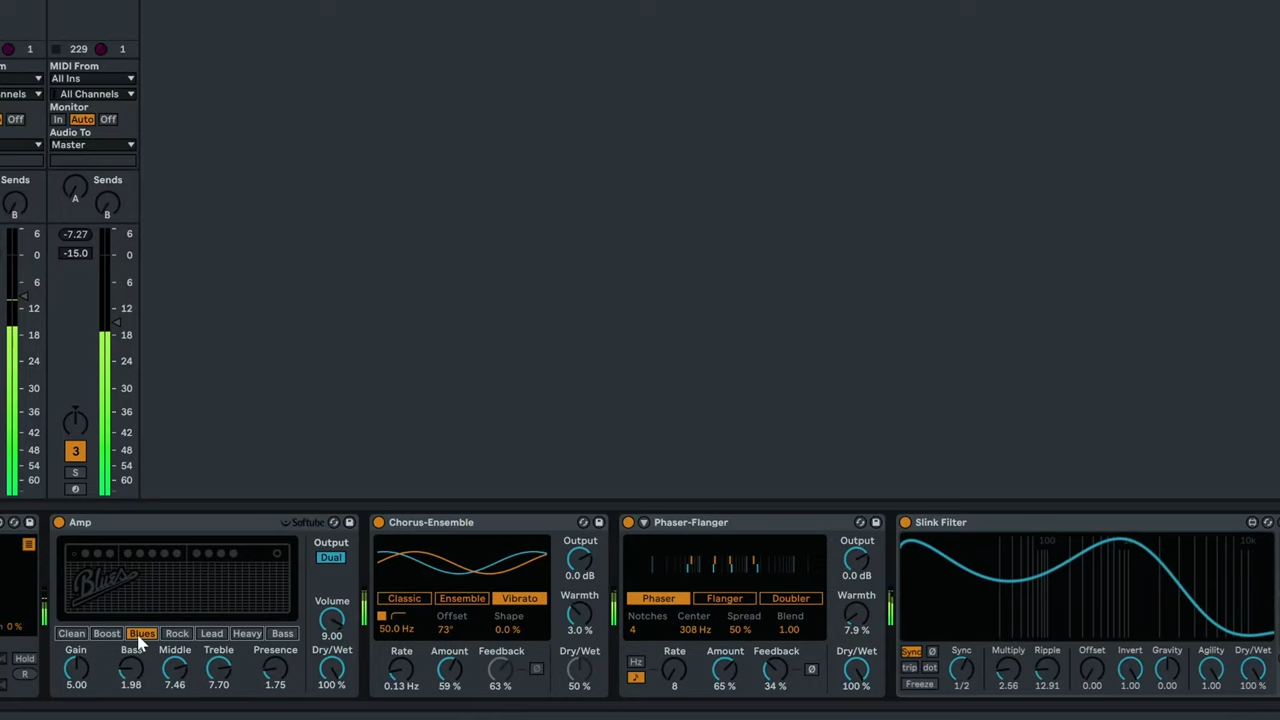 1 229 1
MIDI From
All Ins
nnels All Channels
Monitor
Off In Auto Off
Audio To
Master
Sends Sends
A
B B
-7.27
-15.0
6 6
0 0
6 6
12 12
18 18
24 24
30 30
36 36
42 42
48 48
54 54
60 60
3
S
Amp Softube
Blues
Output
Dual
Volume
9.00
Clean Boost Blues Rock Lead Heavy Bass
Gain Bass Middle Treble Presence Dry/Wet
5.00 1.98 7.46 7.70 1.75 100 %
0 %
Hold
R
Chorus-Ensemble
Output
0.0 dB
Classic Ensemble Vibrato
Warmth
3.0 %
Offset Shape
50.0 Hz 73° 0.0 %
Rate Amount Feedback Dry/Wet
Ø
0.13 Hz 59 % 63 % 50 %
Phaser-Flanger
Output
0.0 dB
Phaser Flanger Doubler
Warmth
7.9 %
Notches Center Spread Blend
4 308 Hz 50 % 1.00
Hz
Rate Amount Feedback Dry/Wet
Ø
8 65 % 34 % 100 %
Slink Filter
100 10k
Sync Ø Sync Multiply Ripple Offset Invert Gravity Agility Dry/Wet
trip dot
Freeze 1/2 2.56 12.91 0.00 1.00 0.00 1.00 100 %